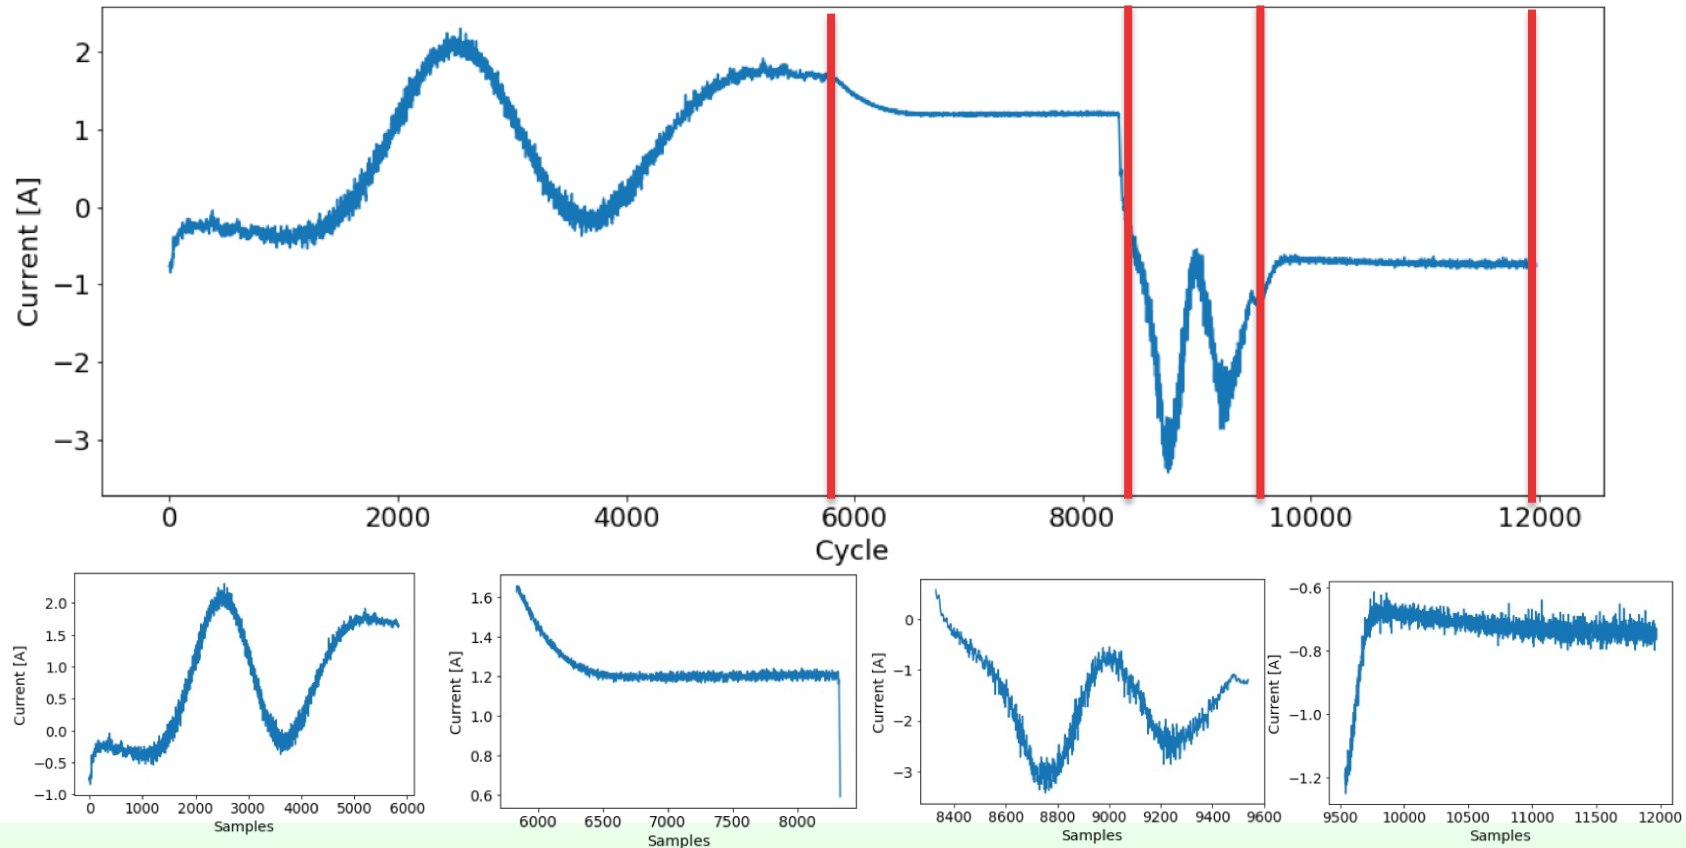 Current [A]
2
1
0
−1
−2
−3
0 2000 4000 6000 8000 10000 12000
Cycle
Current [A]
2.0
1.5
1.0
0.5
0.0
−0.5
−1.0
0 1000 2000 3000 4000 5000 6000
Samples
Current [A]
1.6
1.4
1.2
1.0
0.8
0.6
6000 6500 7000 7500 8000
Samples
Current [A]
0
−1
−2
−3
8400 8600 8800 9000 9200 9400 9600
Samples
Current [A]
−0.6
−0.8
−1.0
−1.2
9500 10000 10500 11000 11500 12000
Samples